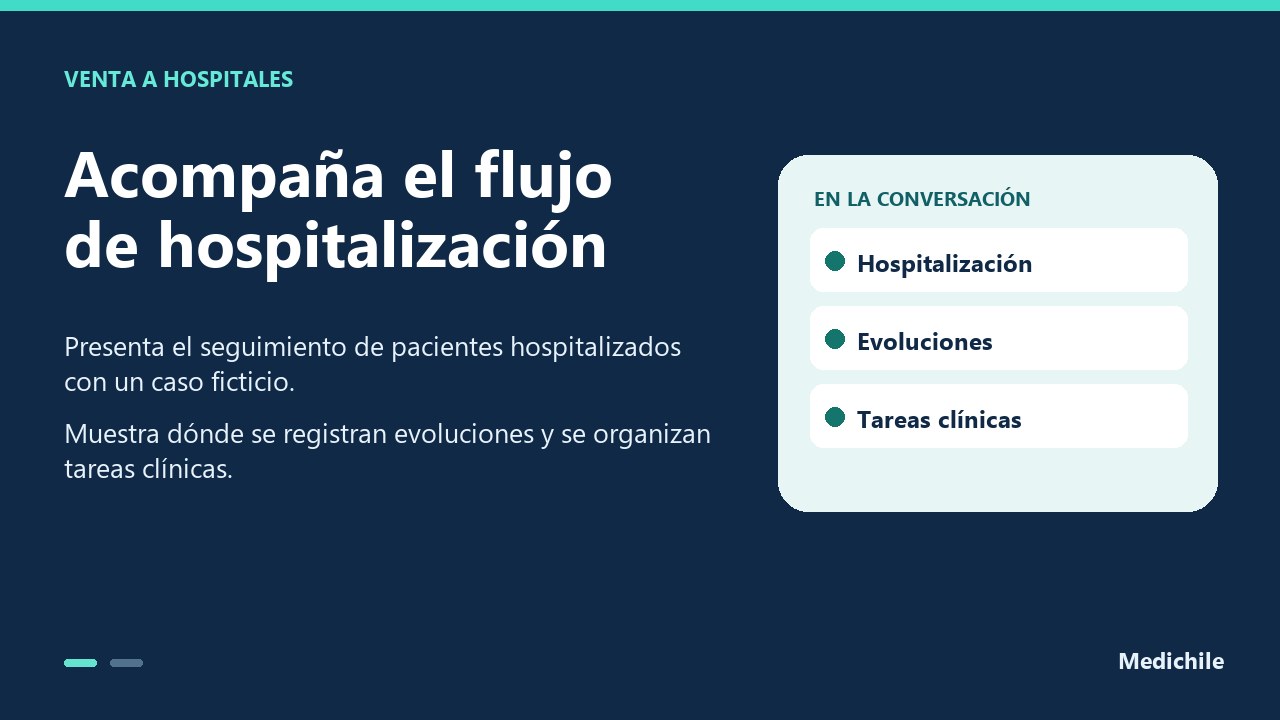 VENTA A HOSPITALES
Acompaña el flujo
de hospitalización
Presenta el seguimiento de pacientes hospitalizados
con un caso ficticio.
Muestra dónde se registran evoluciones y se organizan
tareas clínicas.
EN LA CONVERSACIÓN
Hospitalización
Evoluciones
Tareas clínicas
Medichile